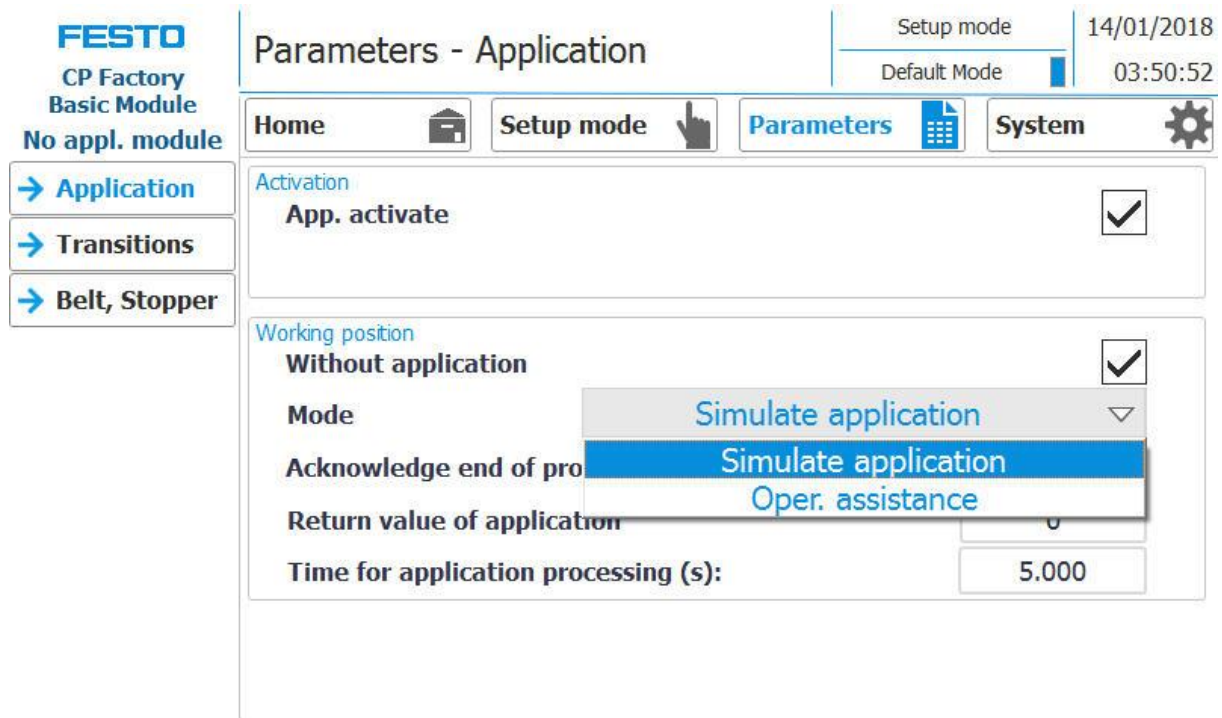 FESTO
CP Factory
Basic Module
No appl. module
Parameters - Application
Setup mode
Default Mode
14/01/2018
03:50:52
Home
Setup mode
Parameters
System
Application
Transitions
Belt, Stopper
Activation
App. activate
Working position
Without application
Mode
Simulate application
Simulate application
Oper. assistance
Acknowledge end of pro
Return value of application
0
Time for application processing (s):
5.000